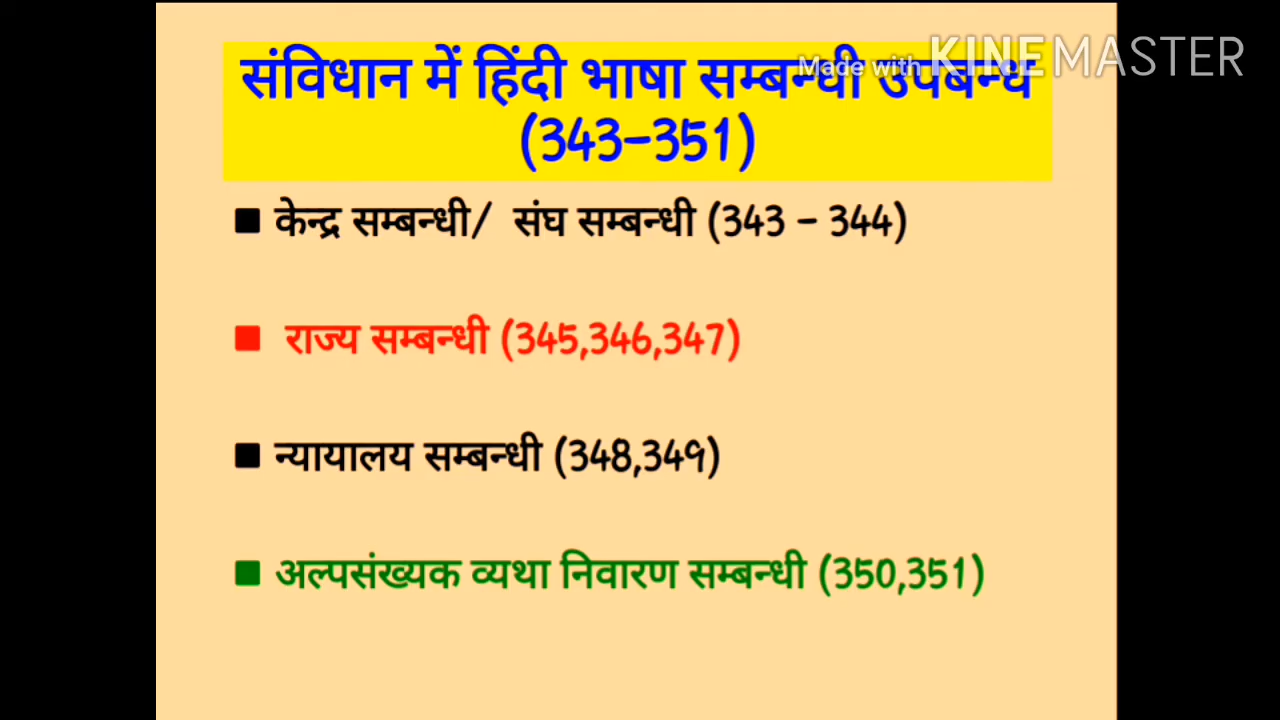 संविधान में हिंदी भाषा सम्बन्धी उपबन्ध
(343-351)
Made with KINEMASTER
■ केन्द्र सम्बन्धी/ संघ सम्बन्धी (343 - 344)
■ राज्य सम्बन्धी (345,346,347)
■ न्यायालय सम्बन्धी (348,349)
■ अल्पसंख्यक व्यथा निवारण सम्बन्धी (350,351)